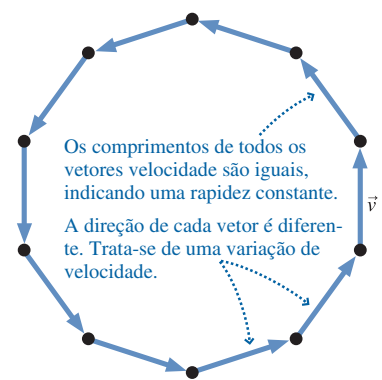 Os comprimentos de todos os
vetores velocidade são iguais,
indicando uma rapidez constante.
A direção de cada vetor é diferen-
te. Trata-se de uma variação de
velocidade.
v⃗